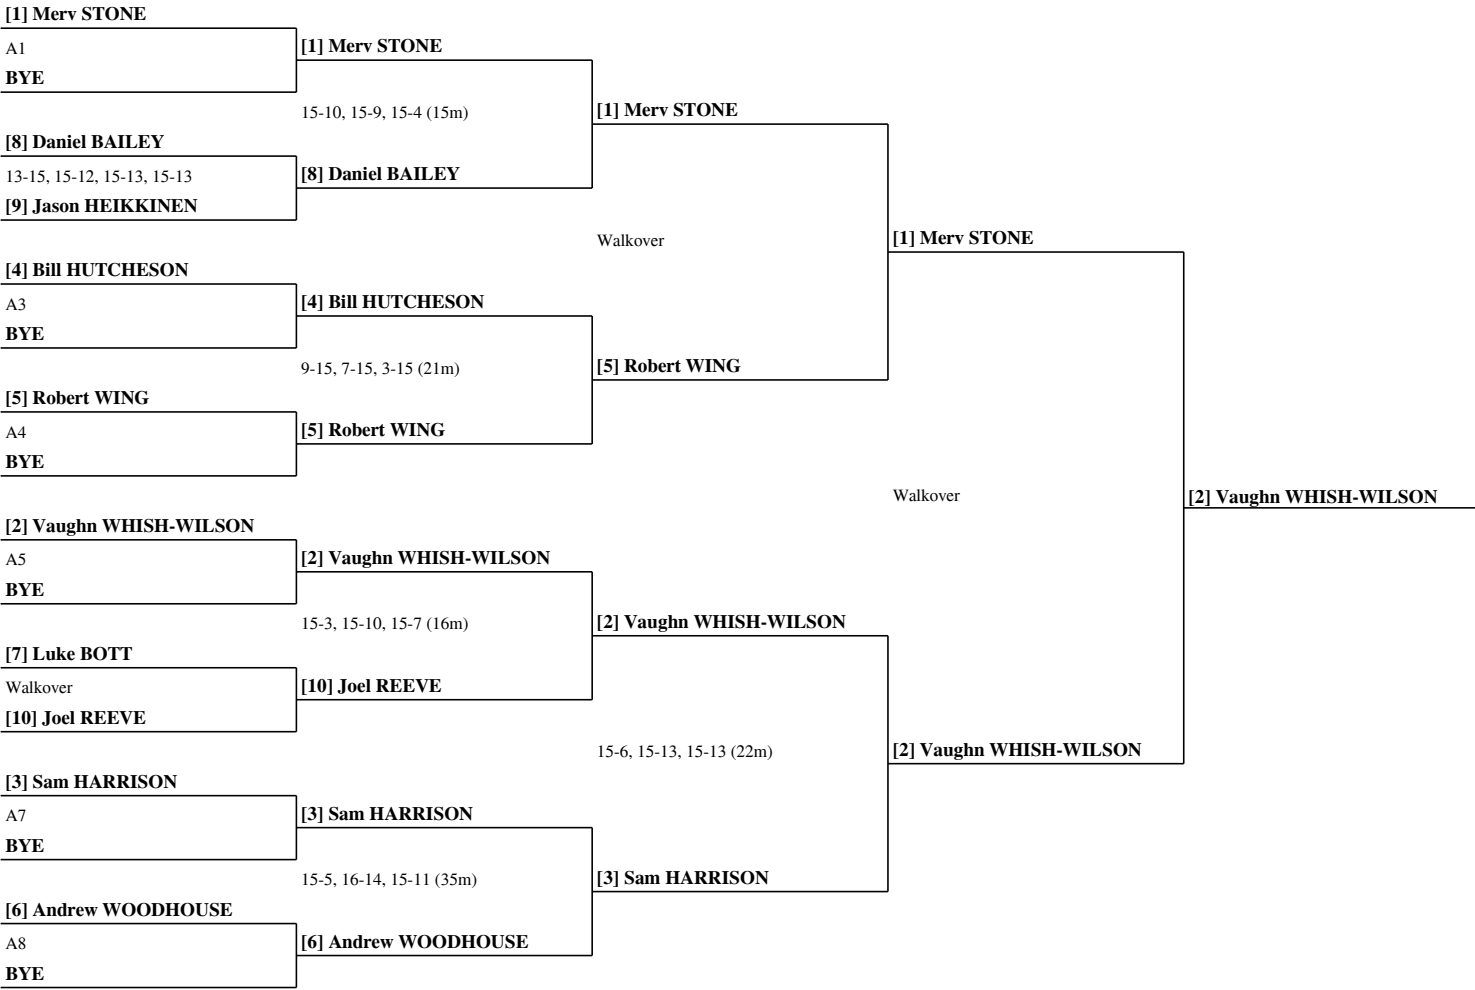 [1] Merv STONE
A1
BYE
[8] Daniel BAILEY
13-15, 15-12, 15-13, 15-13
[9] Jason HEIKKINEN
[4] Bill HUTCHESON
A3
BYE
[5] Robert WING
A4
BYE
[2] Vaughn WHISH-WILSON
A5
BYE
[7] Luke BOTT
Walkover
[10] Joel REEVE
[3] Sam HARRISON
A7
BYE
[6] Andrew WOODHOUSE
A8
BYE
[1] Merv STONE
15-10, 15-9, 15-4 (15m)
[8] Daniel BAILEY
[4] Bill HUTCHESON
9-15, 7-15, 3-15 (21m)
[5] Robert WING
[2] Vaughn WHISH-WILSON
15-3, 15-10, 15-7 (16m)
[10] Joel REEVE
[3] Sam HARRISON
15-5, 16-14, 15-11 (35m)
[6] Andrew WOODHOUSE
[1] Merv STONE
Walkover
[5] Robert WING
[2] Vaughn WHISH-WILSON
15-6, 15-13, 15-13 (22m)
[3] Sam HARRISON
[1] Merv STONE
Walkover
[2] Vaughn WHISH-WILSON
[2] Vaughn WHISH-WILSON